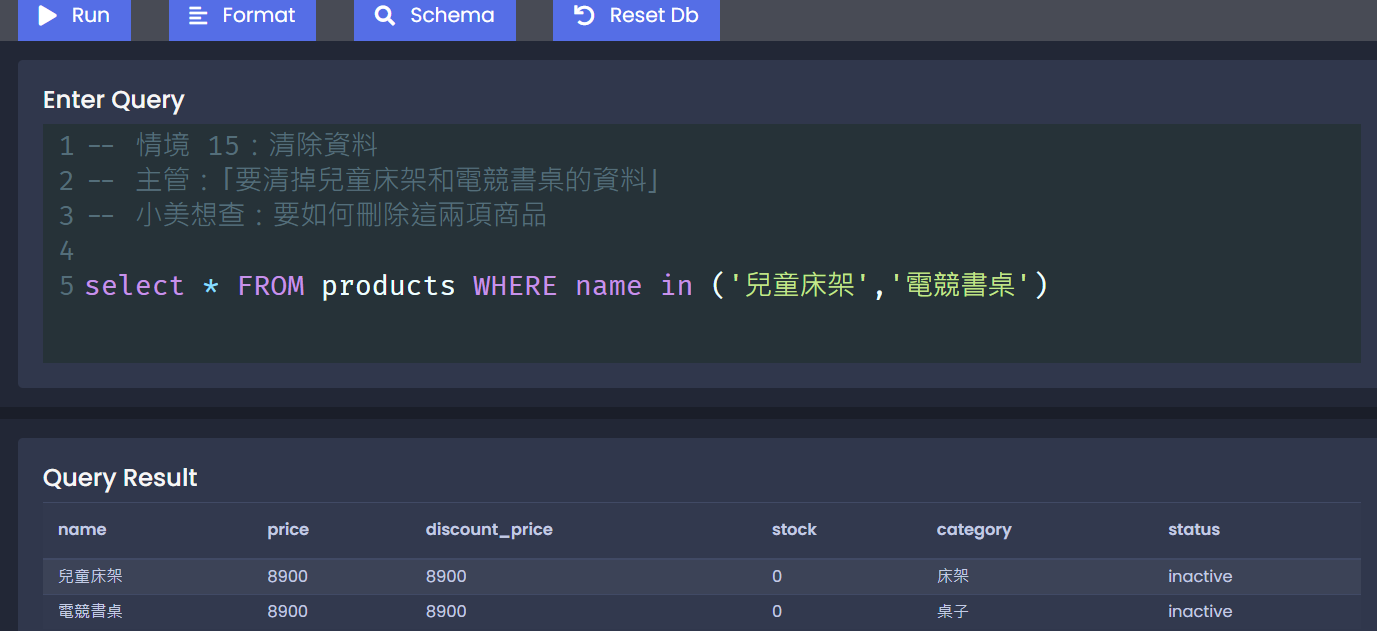 Run Format Schema Reset Db
Enter Query
1 -- 情境 15：清除資料
2 -- 主管：「要清掉兒童床架和電競書桌的資料」
3 -- 小美想查：要如何刪除這兩項商品
4
5 select * FROM products WHERE name in ('兒童床架','電競書桌')
Query Result
name price discount_price stock category status
兒童床架 8900 8900 0 床架 inactive
電競書桌 8900 8900 0 桌子 inactive